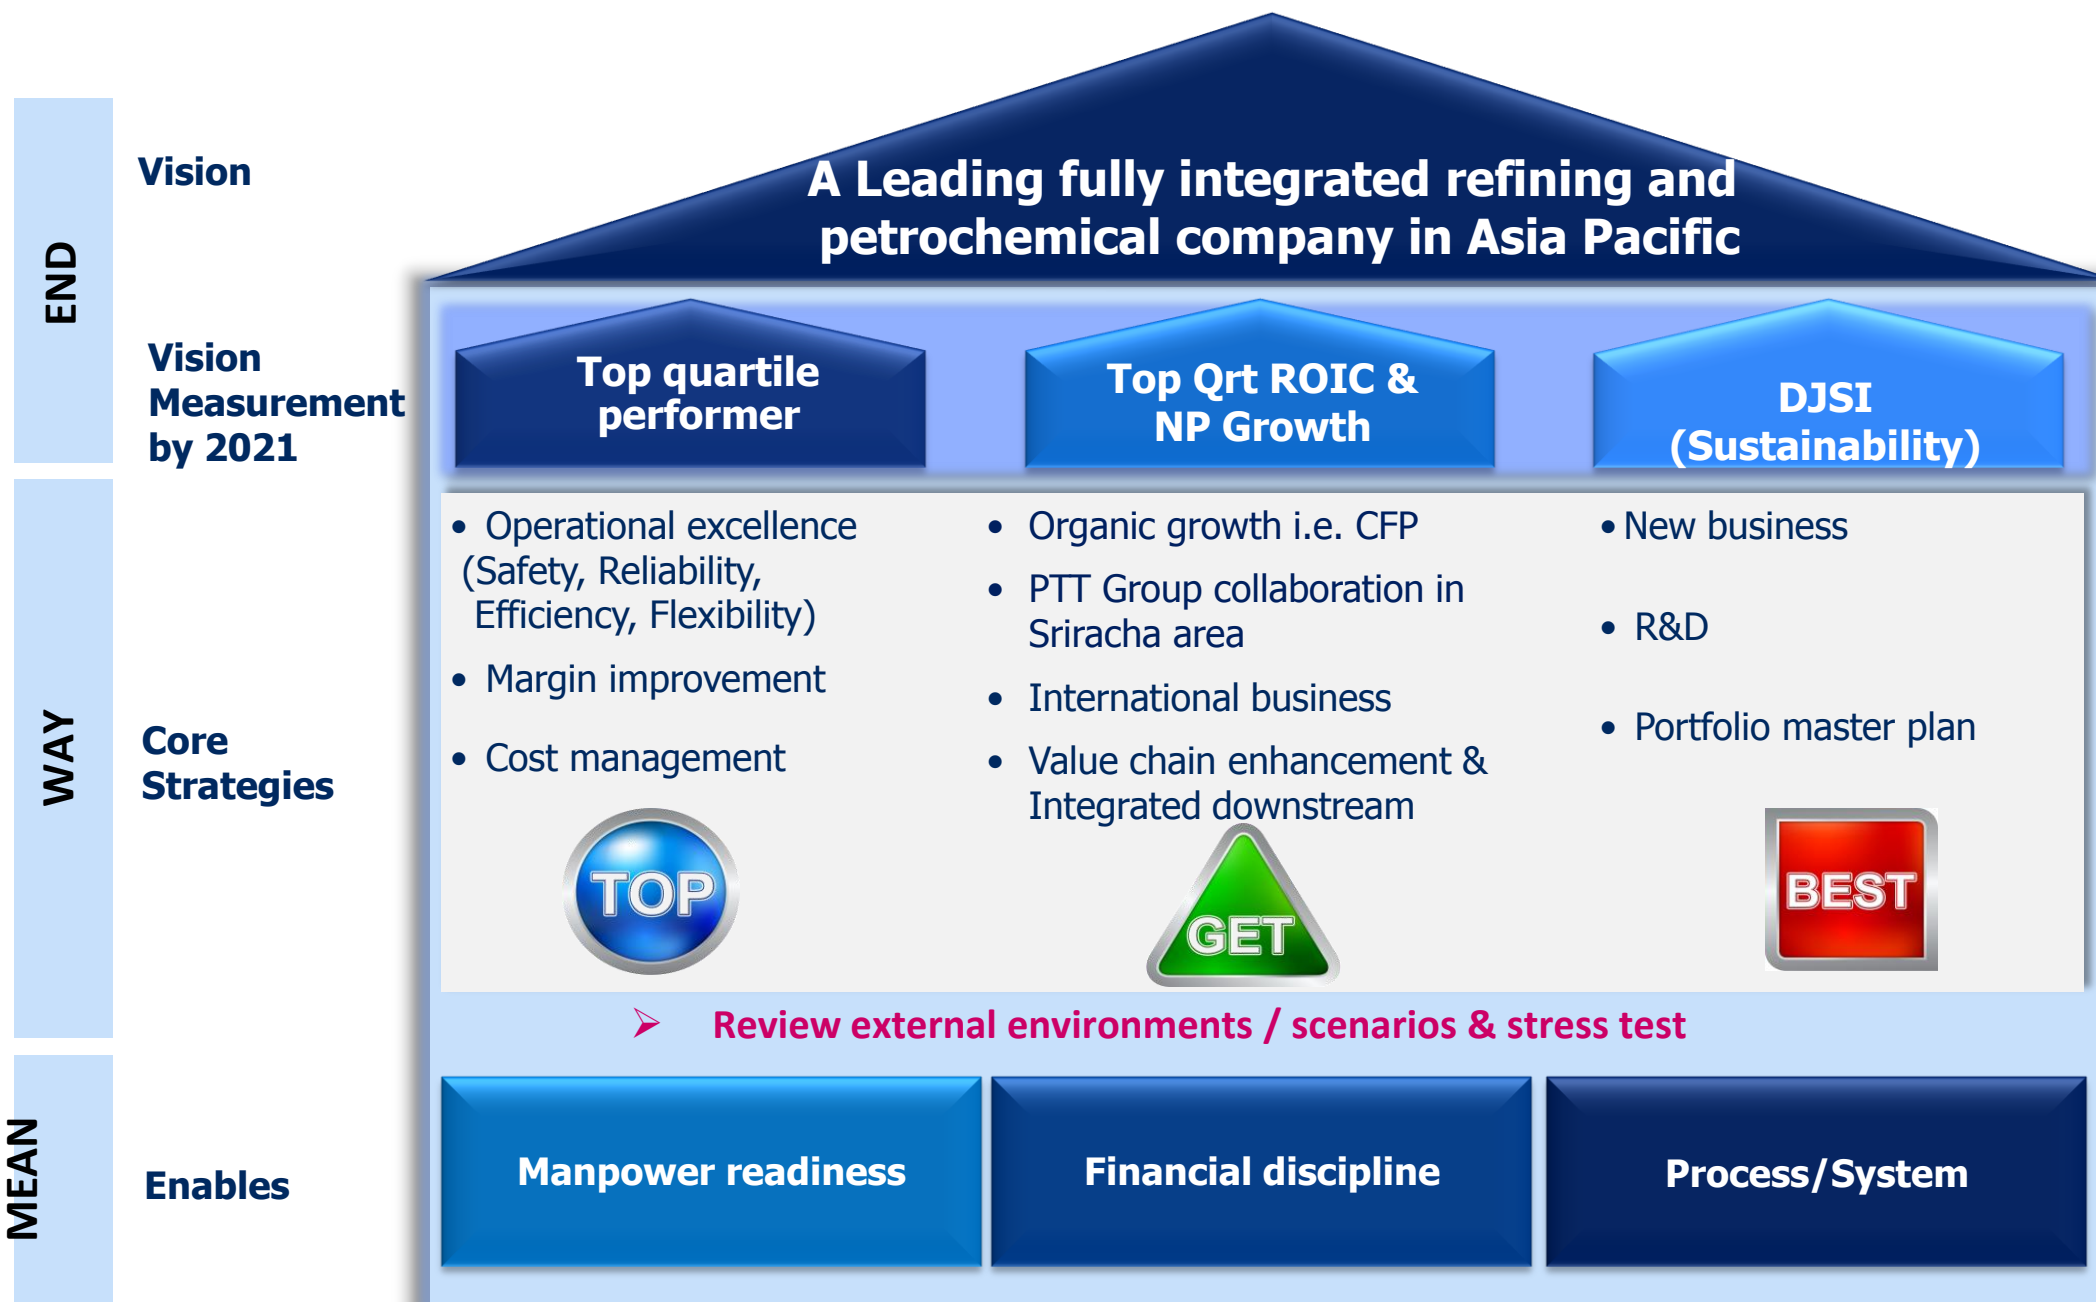 END
Vision
A Leading fully integrated refining and
petrochemical company in Asia Pacific
Vision
Measurement
by 2021
Top quartile
performer
Top Qrt ROIC &
NP Growth
DJSI
(Sustainability)
WAY
Core
Strategies
• Operational excellence
(Safety, Reliability,
Efficiency, Flexibility)
• Margin improvement
• Cost management
TOP
• Organic growth i.e. CFP
• PTT Group collaboration in
Sriracha area
• International business
• Value chain enhancement &
Integrated downstream
GET
• New business
• R&D
• Portfolio master plan
BEST
➢ Review external environments / scenarios & stress test
MEAN
Enables
Manpower readiness
Financial discipline
Process/System